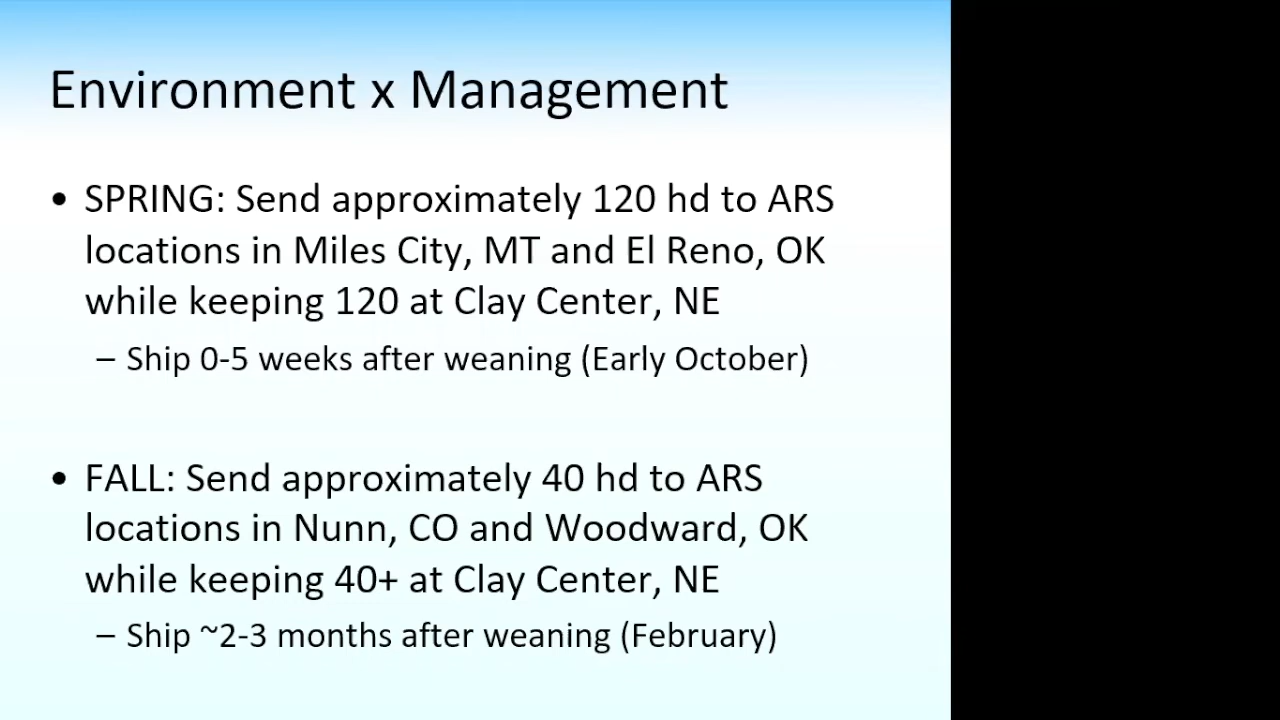 Environment x Management
• SPRING: Send approximately 120 hd to ARS
locations in Miles City, MT and El Reno, OK
while keeping 120 at Clay Center, NE
– Ship 0-5 weeks after weaning (Early October)
• FALL: Send approximately 40 hd to ARS
locations in Nunn, CO and Woodward, OK
while keeping 40+ at Clay Center, NE
– Ship ~2-3 months after weaning (February)